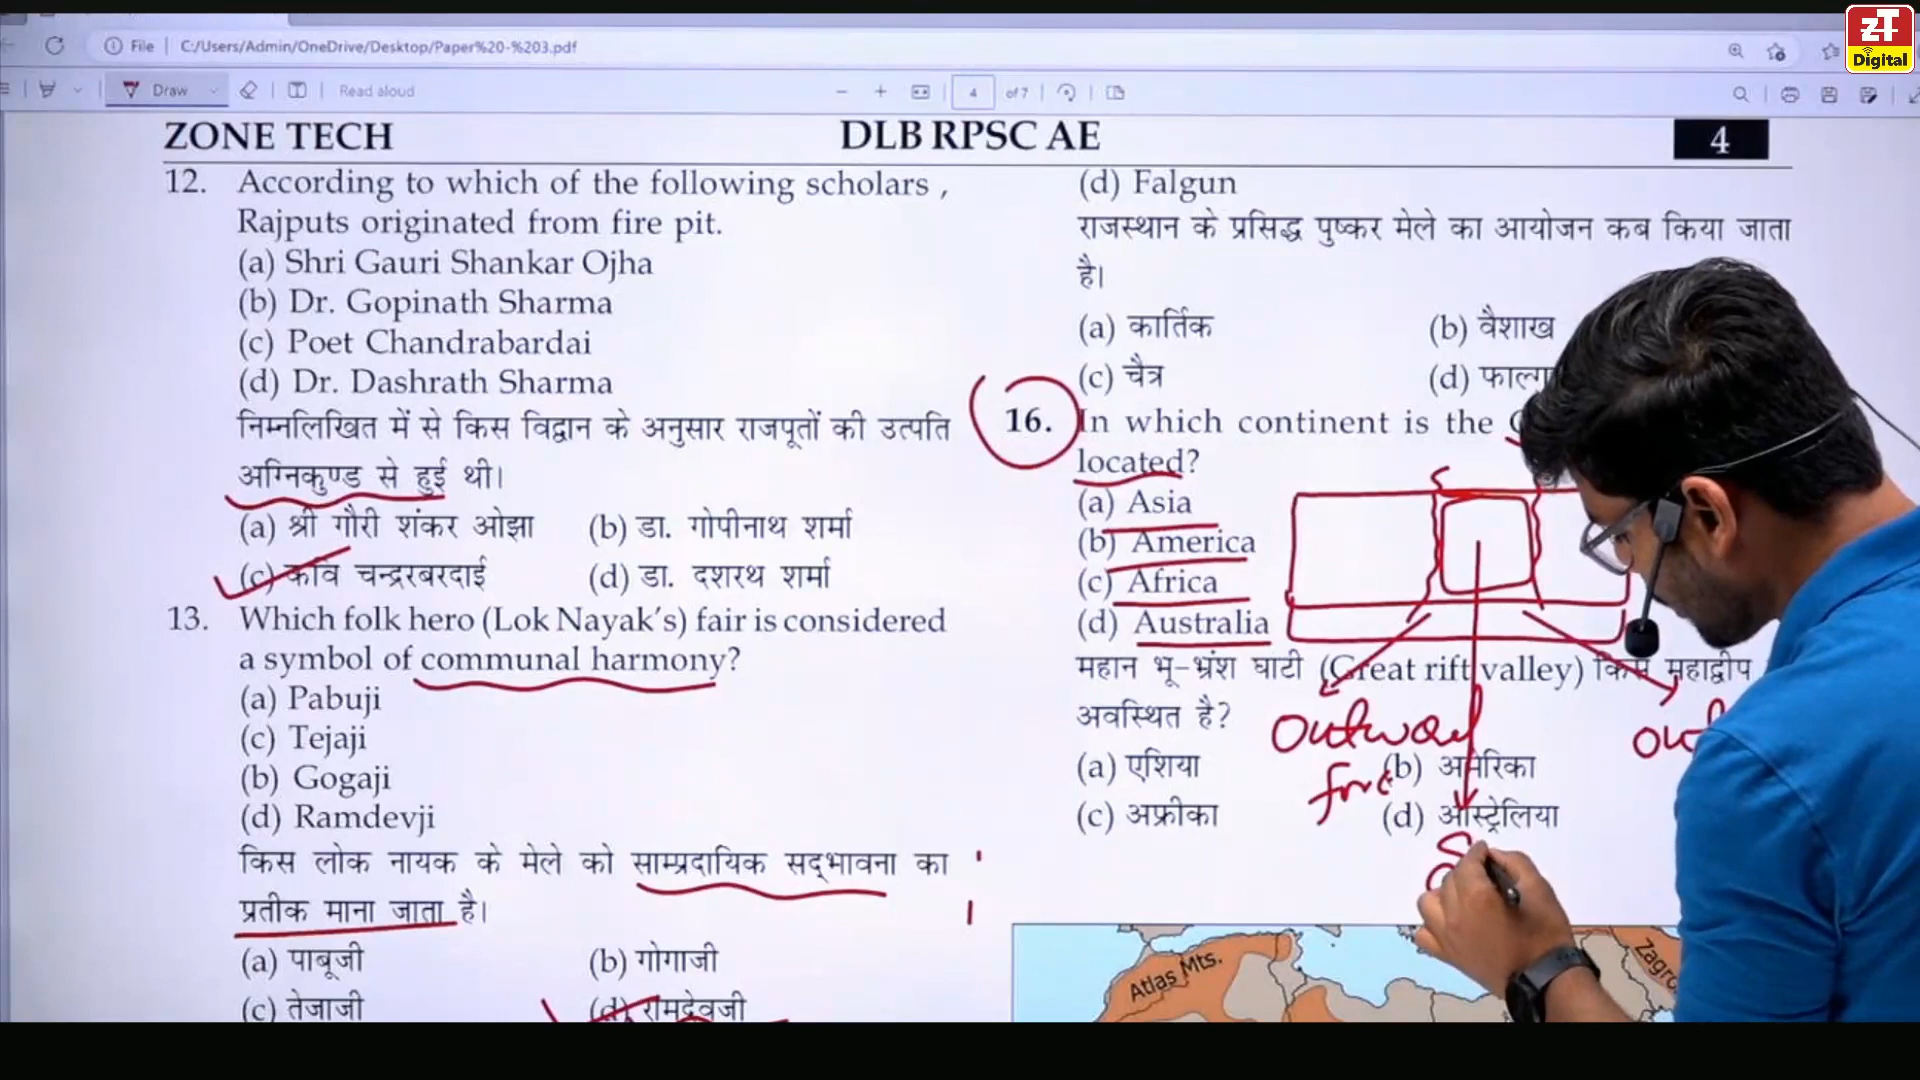 ZT
Digital
File
C:/Users/Admin/OneDrive/Desktop/Paper%20-%203.pdf
Draw
Read aloud
4
of 7
ZONE TECH
DLB RPSC AE
4
12. According to which of the following scholars ,
Rajputs originated from fire pit.
(a) Shri Gauri Shankar Ojha
(b) Dr. Gopinath Sharma
(c) Poet Chandrabardai
(d) Dr. Dashrath Sharma
निम्नलिखित में से किस विद्वान के अनुसार राजपूतों की उत्पति
अग्निकुण्ड से हुई थी।
(a) श्री गौरी शंकर ओझा (b) डा. गोपीनाथ शर्मा
(c) कवि चन्द्ररबरदाई (d) डा. दशरथ शर्मा
13. Which folk hero (Lok Nayak's) fair is considered
a symbol of communal harmony?
(a) Pabuji
(c) Tejaji
(b) Gogaji
(d) Ramdevji
किस लोक नायक के मेले को साम्प्रदायिक सद्भावना का
प्रतीक माना जाता है।
(a) पाबूजी (b) गोगाजी
(c) तेजाजी (d) रामदेवजी
(d) Falgun
राजस्थान के प्रसिद्ध पुष्कर मेले का आयोजन कब किया जाता
है।
(a) कार्तिक (b) वैशाख
(c) चैत्र (d)
16. In which continent is the
located?
(a) Asia
(b) America
(c) Africa
(d) Australia
महान भू-भ्रंश घाटी (Great rift valley) किस महाद्वीप
अवस्थित है?
outward
(a) एशिया (b) अमेरिका
(c) अफ्रीका (d) ऑस्ट्रेलिया
Atlas Mts.